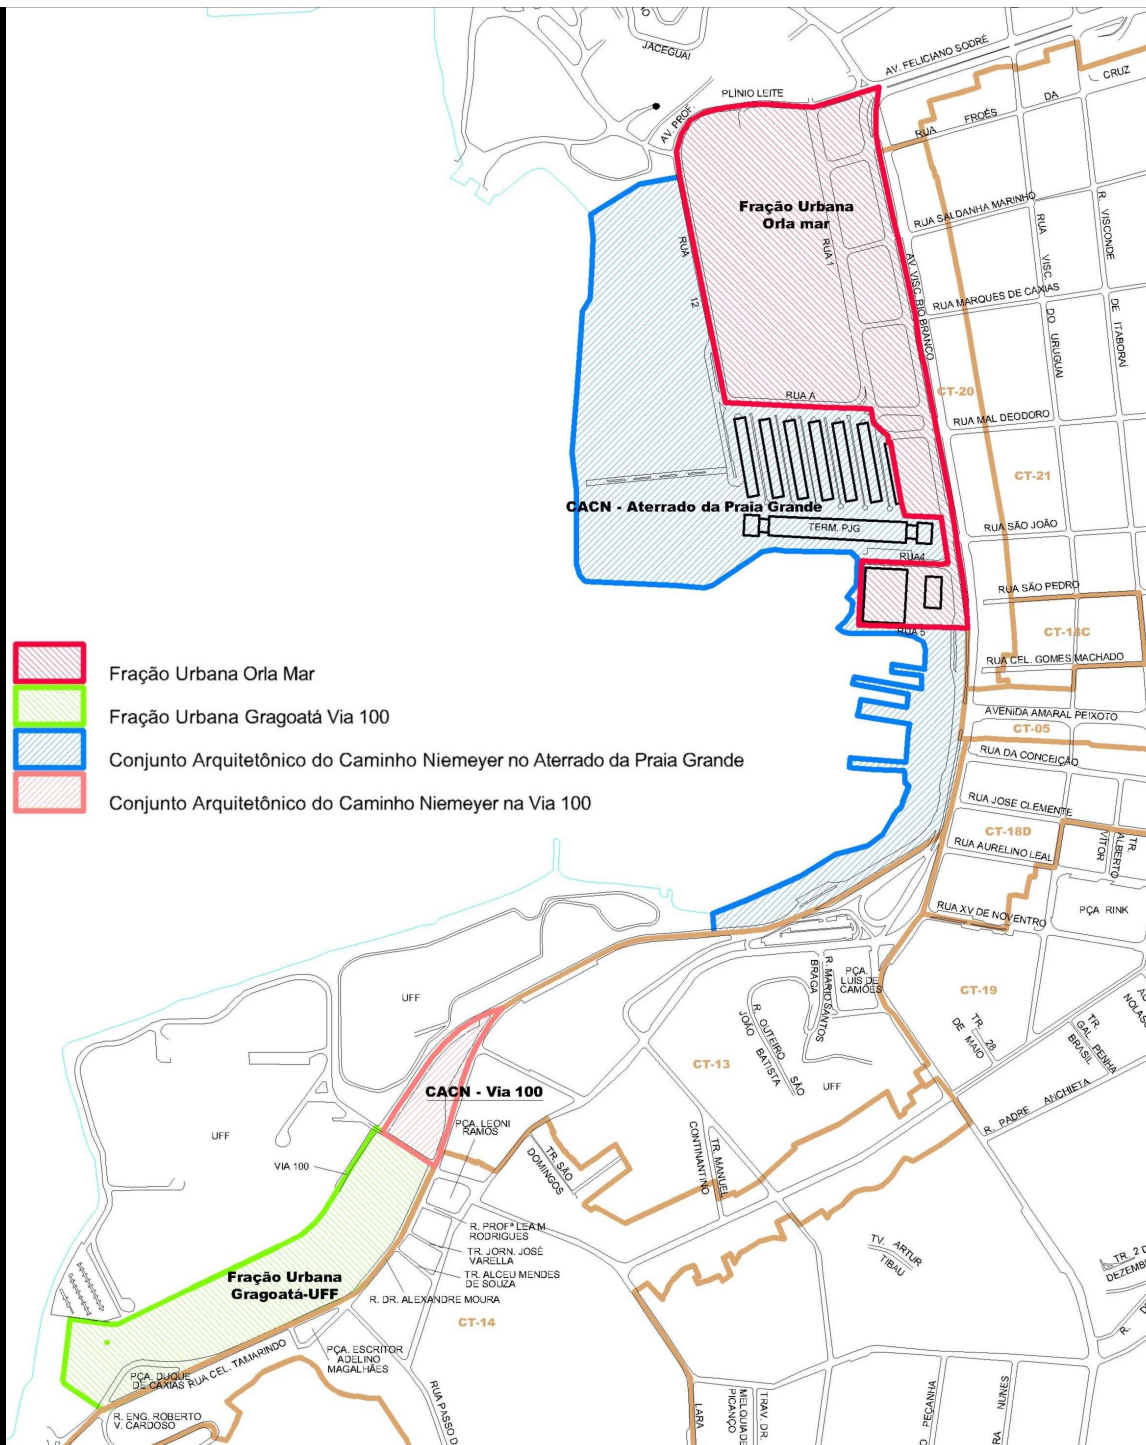 JACEGUAI
AV. FELICIANO SODRÉ
PLÍNIO LEITE
AV. PROF.
CRUZ
DA
FROÉS
RUA
Fração Urbana
Orla mar
RUA SALDANHA MARINHO
R. VISCONDE
DE ITABORAÍ
RUA
VISC.
DO URUGUAI
RUA 1
RUA
12
AV. VISC. RIO BRANCO
RUA MARQUES DE CAXIAS
RUA A
CT-20
RUA MAL DEODORO
CT-21
CACN - Aterrado da Praia Grande
TERM. PJG
RUA SÃO JOÃO
RUA4
RUA SÃO PEDRO
RUA 5
CT-18C
RUA CEL. GOMES MACHADO
Fração Urbana Orla Mar
Fração Urbana Gragoatá Via 100
Conjunto Arquitetônico do Caminho Niemeyer no Aterrado da Praia Grande
Conjunto Arquitetônico do Caminho Niemeyer na Via 100
AVENIDA AMARAL PEIXOTO
CT-05
RUA DA CONCEIÇÃO
RUA JOSE CLEMENTE
CT-18D
RUA AURELINO LEAL
TR.
ALBERTO
VÍTOR
RUA XV DE NOVENTRO
PÇA RINK
UFF
R. MARIO SANTOS
BRAGA
PÇA.
LUIS DE
CAMÕES
CT-19
TR. 28
DE MAIO
TR.
GAL PENHA
BRASIL
R. OUTEIRO SÃO
JOÃO BATISTA
CT-13
UFF
R. PADRE ANCHIETA
CACN - Via 100
PÇA. LEONI
RAMOS
UFF
VIA 100
TR. SÃO
DOMINGOS
TR. MANUEL
CONTINANTINO
R. PROFª LEA M
RODRIGUES
TR. JORN. JOSÉ
VARELLA
TR. ALCEU MENDES
DE SOUZA
R. DR. ALEXANDRE MOURA
TV. ARTUR
TIBAU
TR. 2 D
DEZEMB
Fração Urbana
Gragoatá-UFF
CT-14
PÇA. ESCRITOR
ADELINO
MAGALHÃES
RUA CEL. TAMARINDO
PÇA. DUQUE
DE CAXIAS
R. ENG. ROBERTO
V. CARDOSO
RUA PASSO D
LARA
MELQUIADE
PICANÇO
TRAV. DR.
O PEÇANHA
RA NUNES